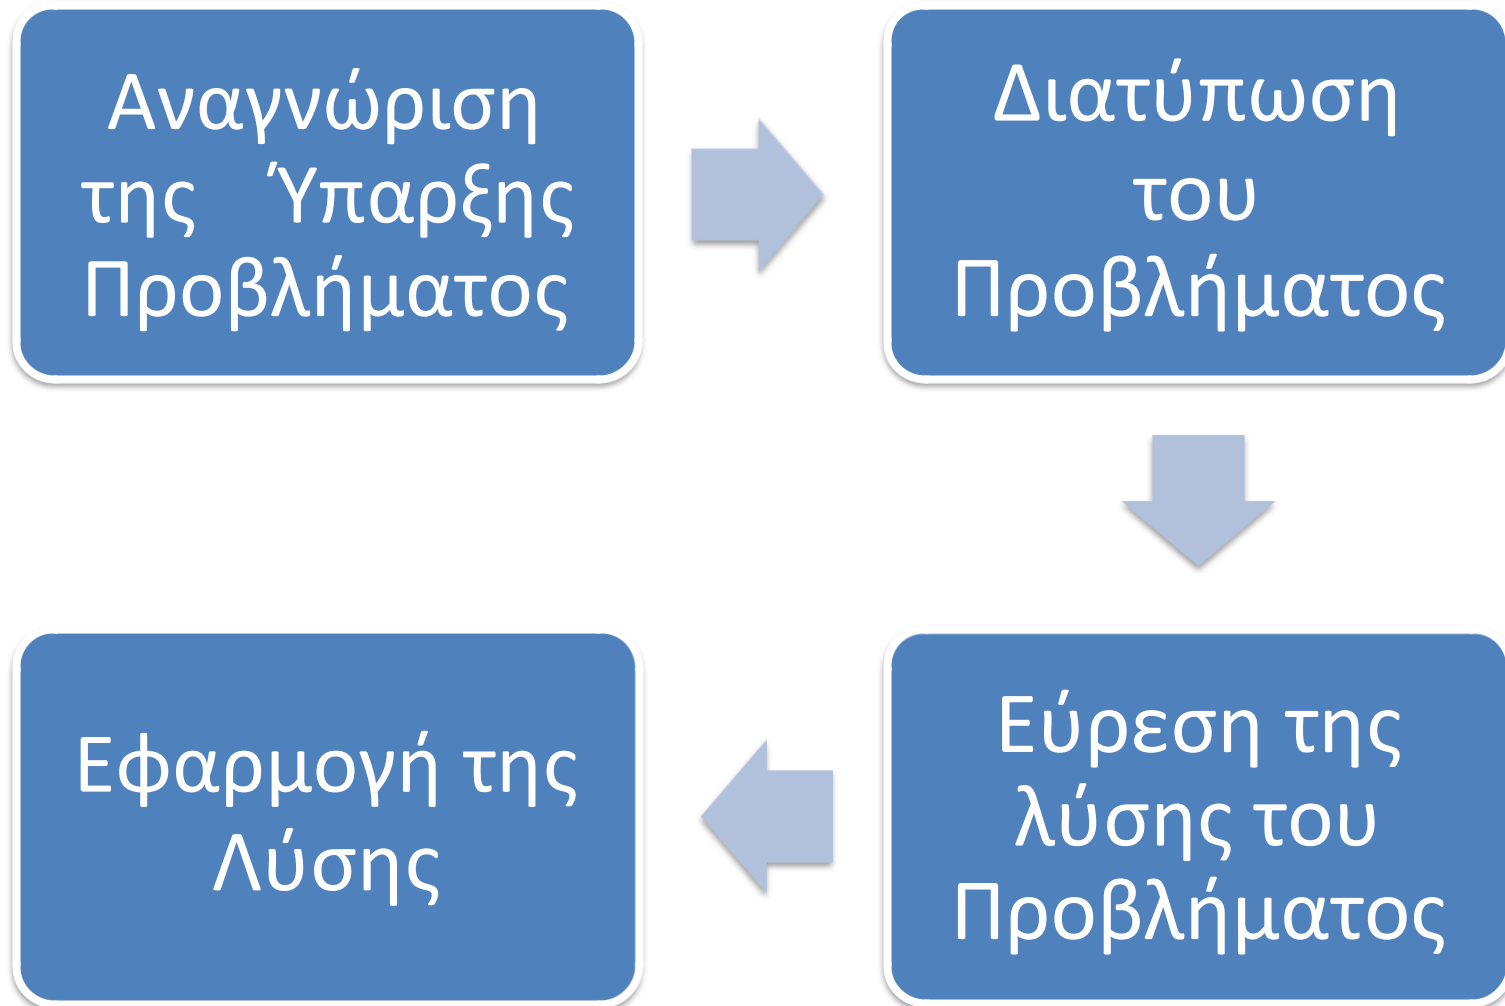 Αναγνώριση
της Ύπαρξης
Προβλήματος
Διατύπωση
του
Προβλήματος
Εύρεση της
λύσης του
Προβλήματος
Εφαρμογή της
Λύσης